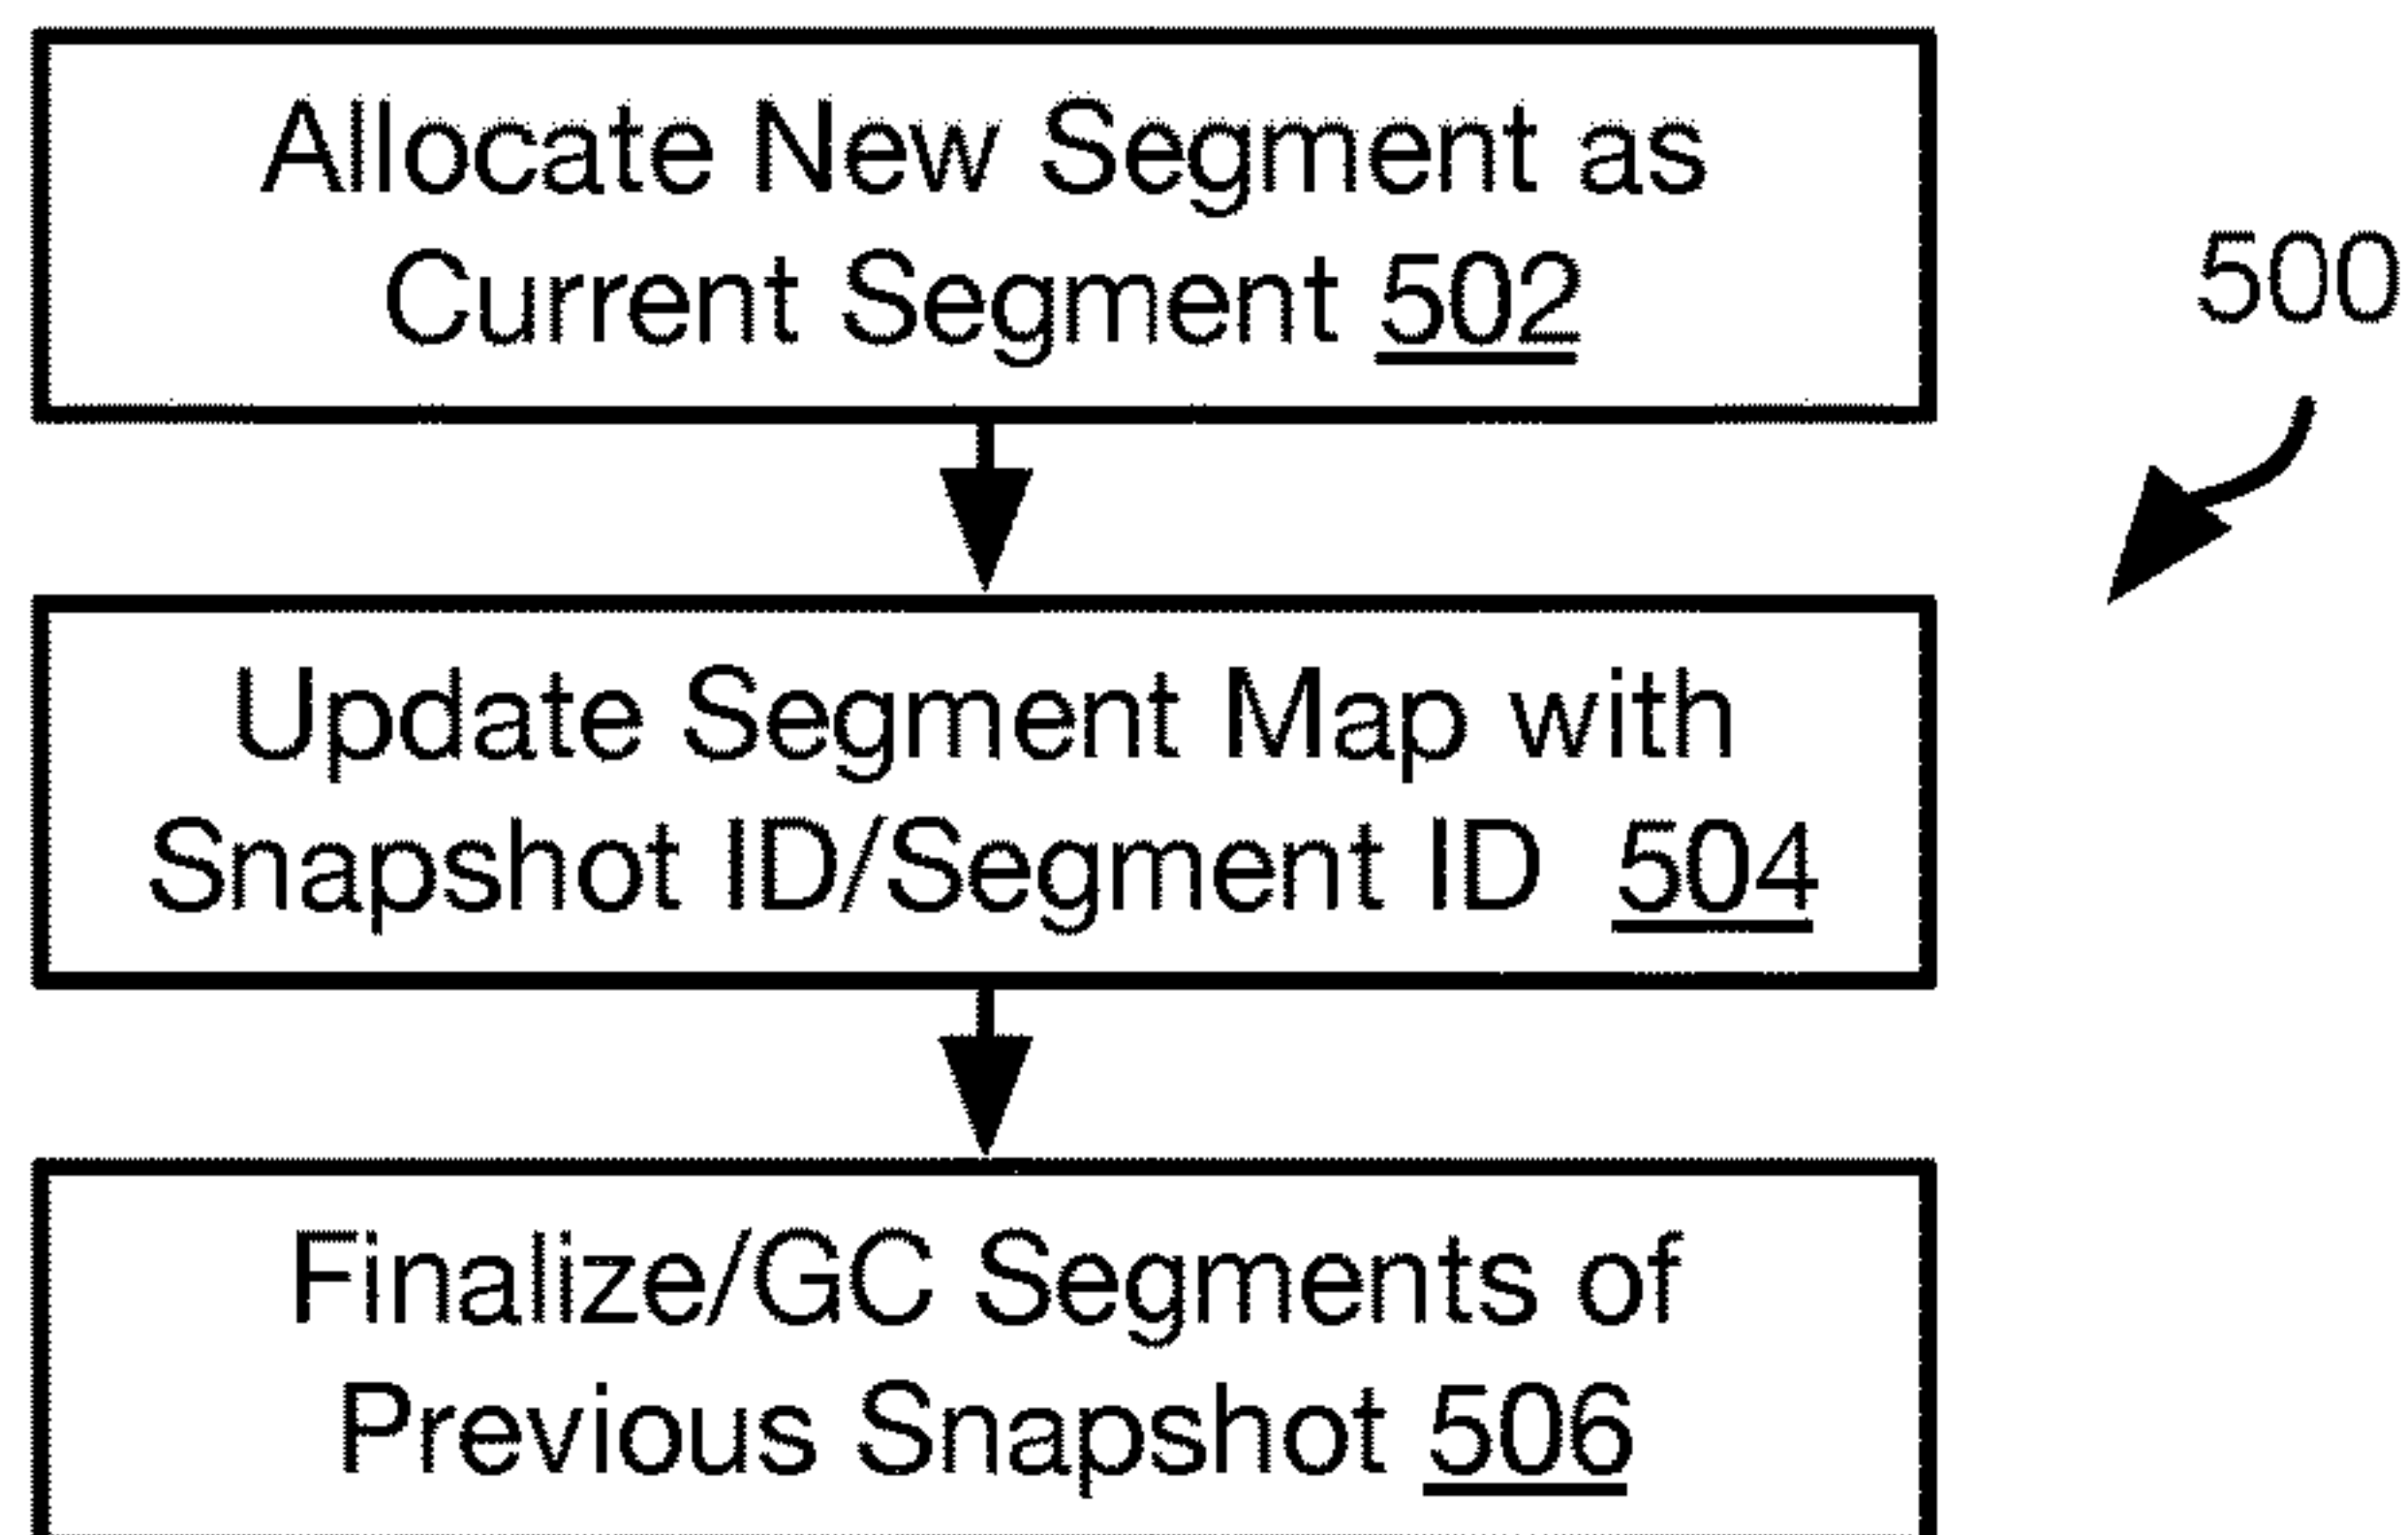 Allocate New Segment as
Current Segment 502
500
Update Segment Map with
Snapshot ID/Segment ID 504
Finalize/GC Segments of
Previous Snapshot 506